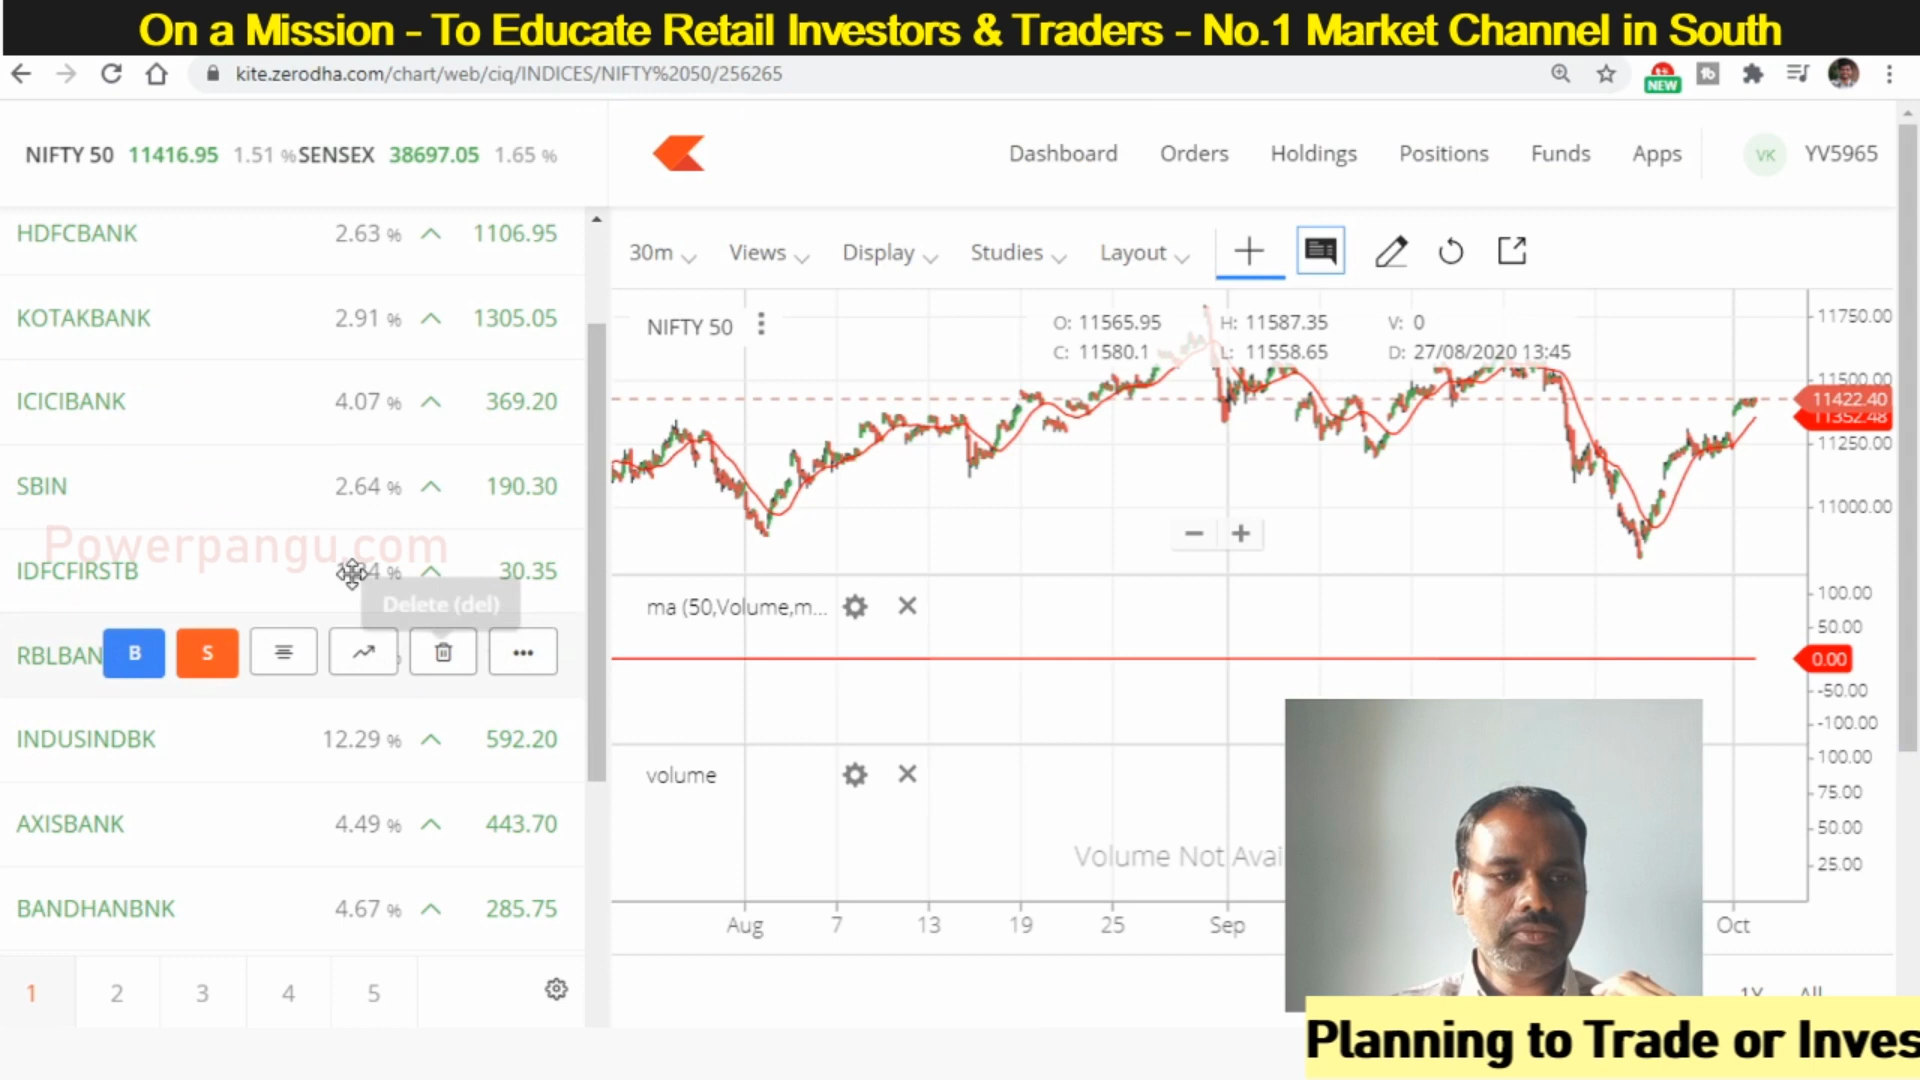 On a Mission - To Educate Retail Investors & Traders - No.1 Market Channel in South
kite.zerodha.com/chart/web/ciq/INDICES/NIFTY%2050/256265
NEW
NIFTY 50 11416.95 1.51 % SENSEX 38697.05 1.65 %
Dashboard Orders Holdings Positions Funds Apps VK YV5965
HDFCBANK 2.63 % 1106.95
KOTAKBANK 2.91 % 1305.05
ICICIBANK 4.07 % 369.20
SBIN 2.64 % 190.30
Powerpangu.com
IDFCFIRSTB % 30.35
Delete (del)
RBLBAN B S
INDUSINDBK 12.29 % 592.20
AXISBANK 4.49 % 443.70
BANDHANBNK 4.67 % 285.75
1 2 3 4 5
30m Views Display Studies Layout
NIFTY 50
O: 11565.95 H: 11587.35 V: 0
C: 11580.1 L: 11558.65 D: 27/08/2020 13:45
11750.00
11500.00
11422.40
11352.48
11250.00
11000.00
ma (50,Volume,m...
100.00
50.00
0.00
-50.00
-100.00
volume
100.00
75.00
50.00
25.00
Volume Not Avai
Aug 7 13 19 25 Sep Oct
1Y All
Planning to Trade or Inves